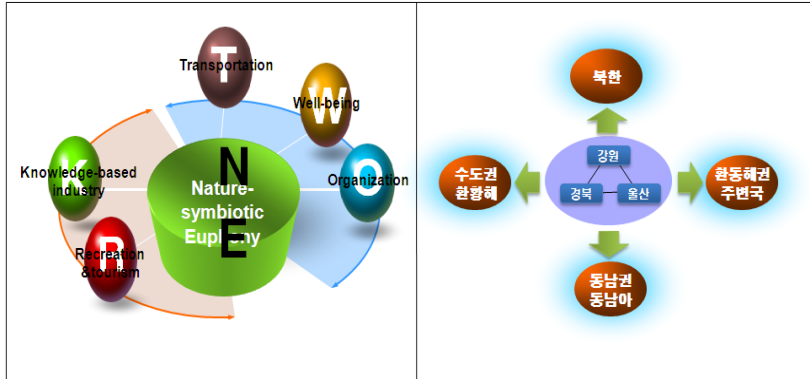 T
Transportation
W
Well-being
O
Organization
K
Knowledge-based
industry
R
Recreation
&tourism
N
Nature-
symbiotic
Euphony
E
북한
수도권
환황해
강원
경북
울산
환동해권
주변국
동남권
동남아